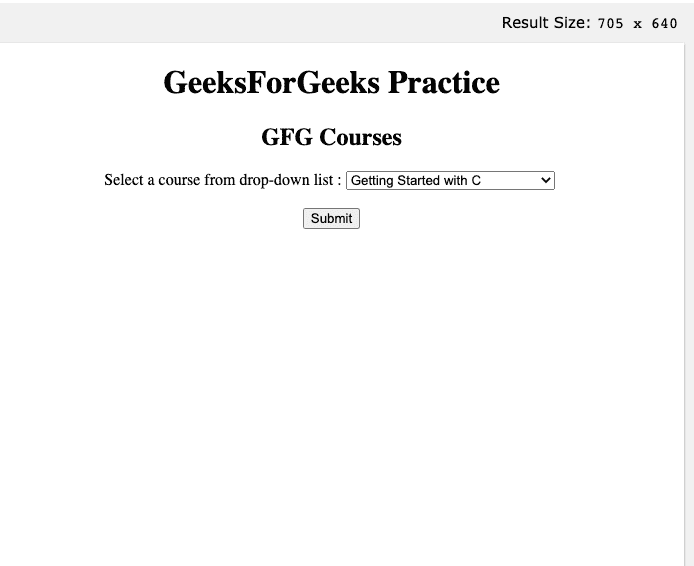 Result Size: 705 x 640
GeeksForGeeks Practice
GFG Courses
Select a course from drop-down list : Getting Started with C
Submit